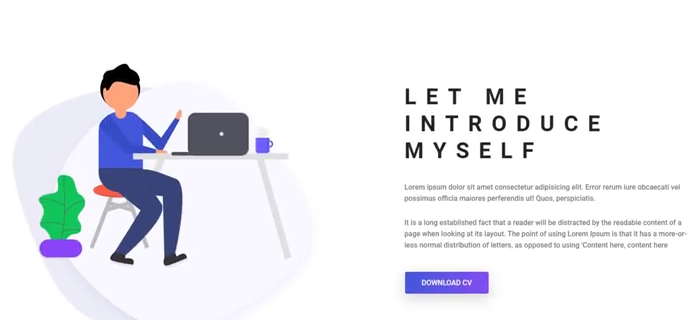 LET ME
INTRODUCE
MYSELF
Lorem ipsum dolor sit amet consectetur adipisicing elit. Error rerum iure obcaecati vel
possimus officia maiores perferendis ut! Quos, perspiciatis.
It is a long established fact that a reader will be distracted by the readable content of a
page when looking at its layout. The point of using Lorem Ipsum is that it has a more-or-
less normal distribution of letters, as opposed to using 'Content here, content here
DOWNLOAD CV